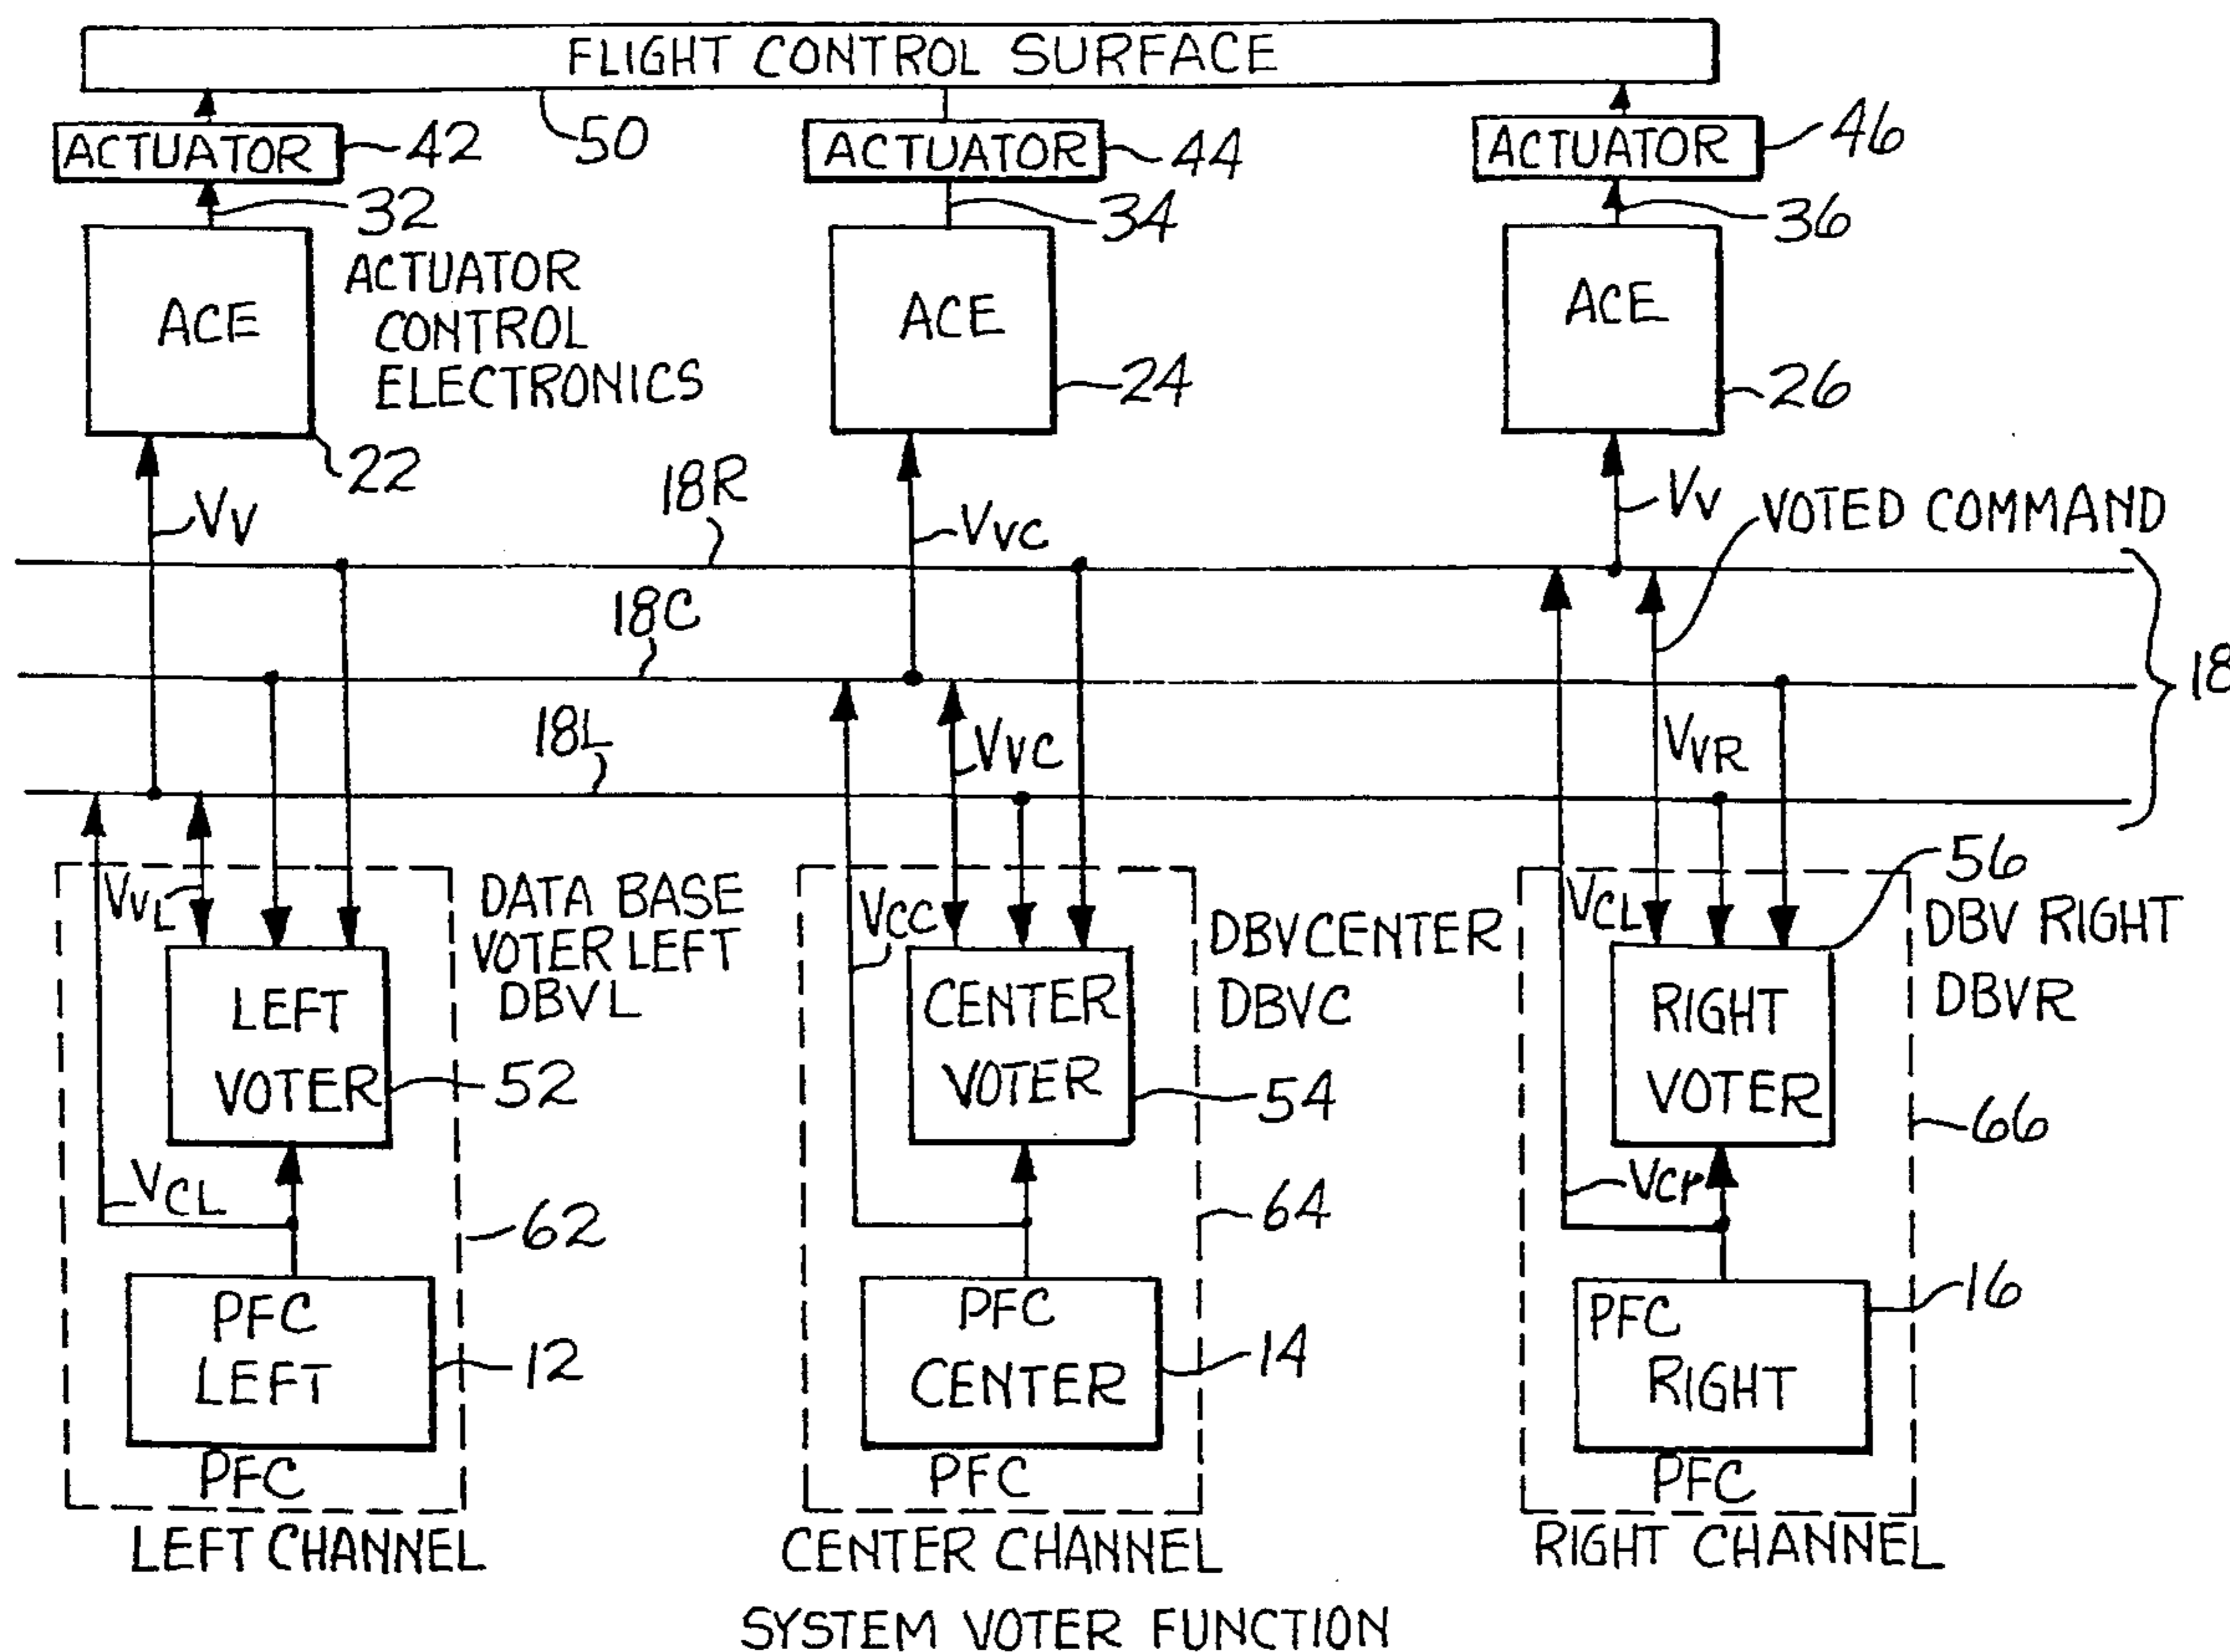 FLIGHT CONTROL SURFACE
50
ACTUATOR
42
ACTUATOR
44
ACTUATOR
46
32
34
36
ACE
ACTUATOR
CONTROL
ELECTRONICS
22
ACE
24
ACE
26
VV
18R
VVC
VV
VOTED COMMAND
18C
18
18L
VVC
VVR
VVL
DATA BASE
VOTER LEFT
DBVL
VCC
DBVCENTER
DBVC
VCL
56
DBV RIGHT
DBVR
LEFT
VOTER
52
CENTER
VOTER
54
RIGHT
VOTER
66
VCL
62
64
VCr
PFC
LEFT
12
PFC
CENTER
14
PFC
RIGHT
16
PFC
PFC
PFC
LEFT CHANNEL
CENTER CHANNEL
RIGHT CHANNEL
SYSTEM VOTER FUNCTION